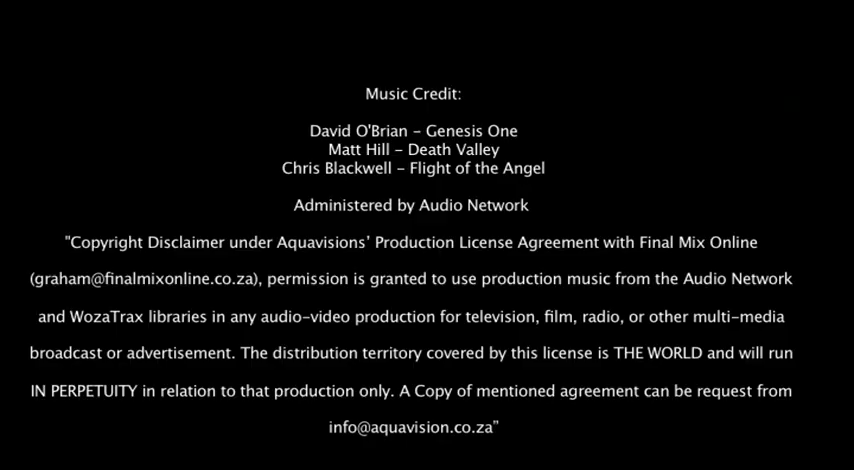 Music Credit:
David O'Brian - Genesis One
Matt Hill - Death Valley
Chris Blackwell - Flight of the Angel
Administered by Audio Network
"Copyright Disclaimer under Aquavisions’ Production License Agreement with Final Mix Online
(graham@finalmixonline.co.za), permission is granted to use production music from the Audio Network
and WozaTrax libraries in any audio-video production for television, film, radio, or other multi-media
broadcast or advertisement. The distribution territory covered by this license is THE WORLD and will run
IN PERPETUITY in relation to that production only. A Copy of mentioned agreement can be request from
info@aquavision.co.za”